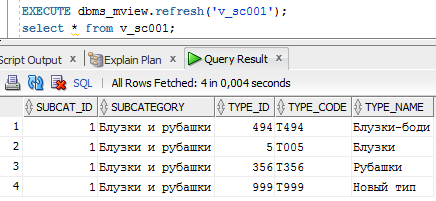 EXECUTE dbms_mview.refresh('v_sc001');
select * from v_sc001;
Script Output × Explain Plan × Query Result ×
SQL | All Rows Fetched: 4 in 0,004 seconds
SUBCAT_ID SUBCATEGORY TYPE_ID TYPE_CODE TYPE_NAME
1 1 Блузки и рубашки 494 T494 Блузки-боди
2 1 Блузки и рубашки 5 T005 Блузки
3 1 Блузки и рубашки 356 T356 Рубашки
4 1 Блузки и рубашки 999 T999 Новый тип